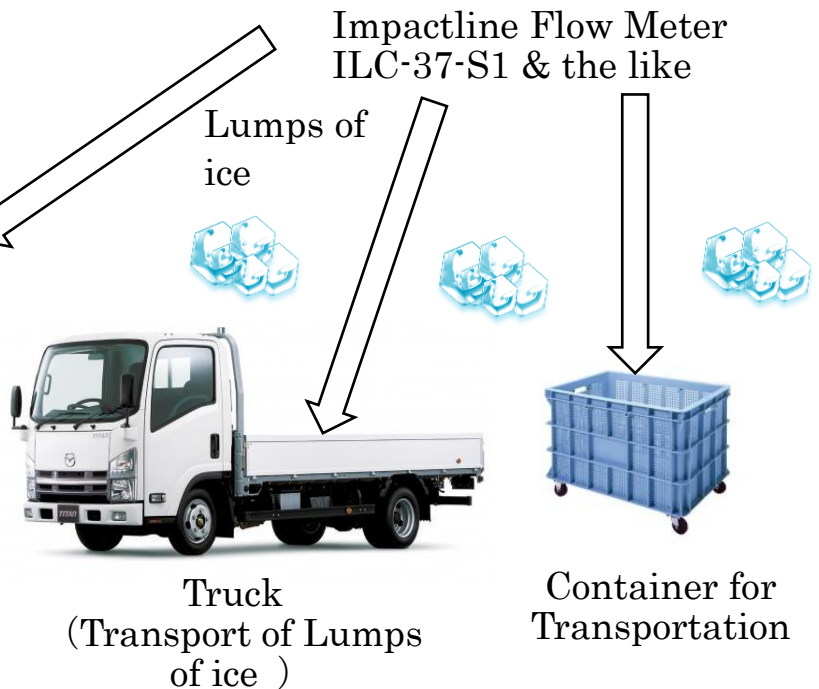 Impactline Flow Meter
ILC-37-S1 & the like
Lumps of
ice
TITAN
Truck
（Transport of Lumps
of ice ）
Container for
Transportation